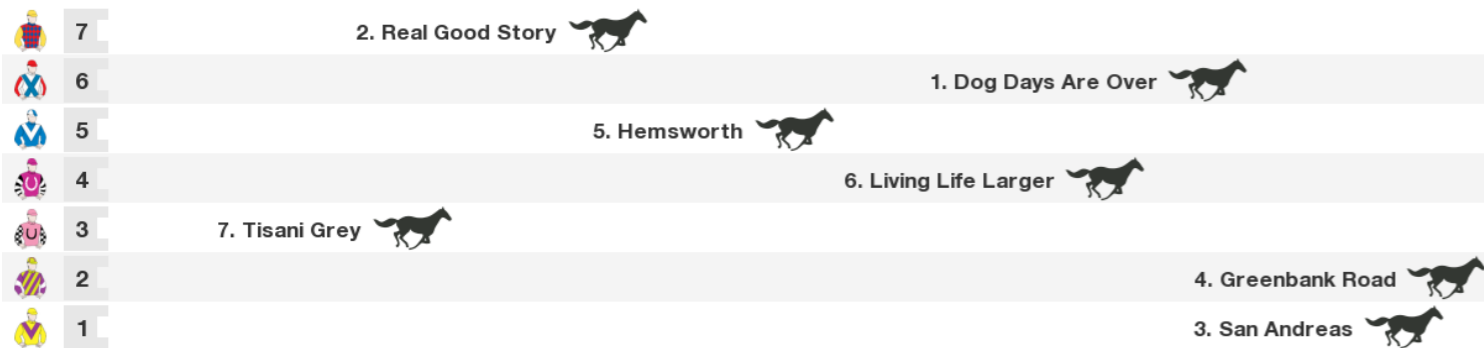 7 2. Real Good Story
6 1. Dog Days Are Over
5 5. Hemsworth
4 6. Living Life Larger
3 7. Tisani Grey
2 4. Greenbank Road
1 3. San Andreas